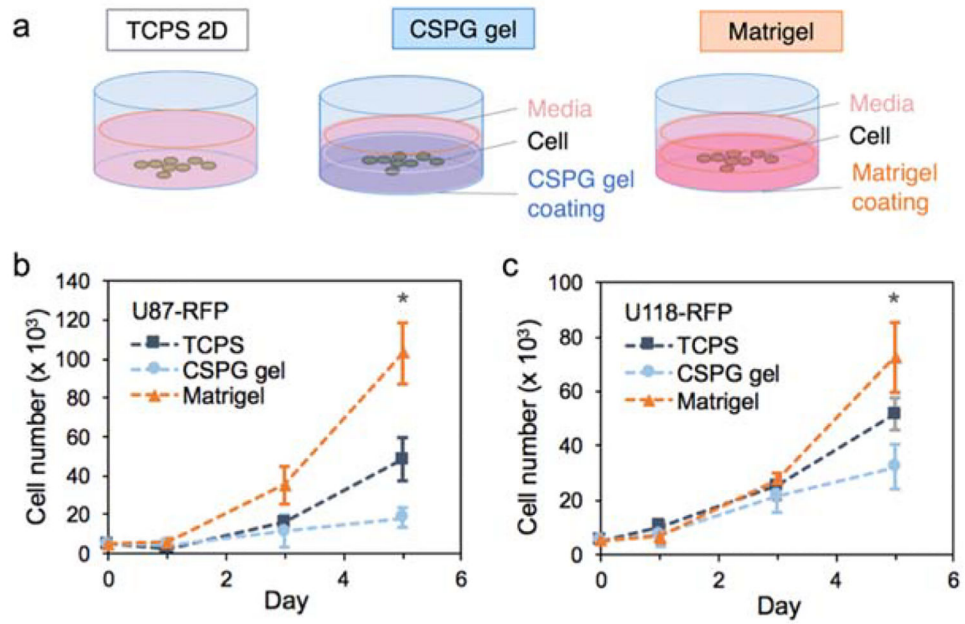 a
TCPS 2D
CSPG gel
Matrigel
Media
Cell
CSPG gel
coating
Media
Cell
Matrigel
coating
b
Cell number (x 10³)
140
120
100
80
60
40
20
0
U87-RFP
TCPS
CSPG gel
Matrigel
*
0 2 4 6
Day
c
Cell number (x 10³)
100
80
60
40
20
0
U118-RFP
TCPS
CSPG gel
Matrigel
*
0 2 4 6
Day